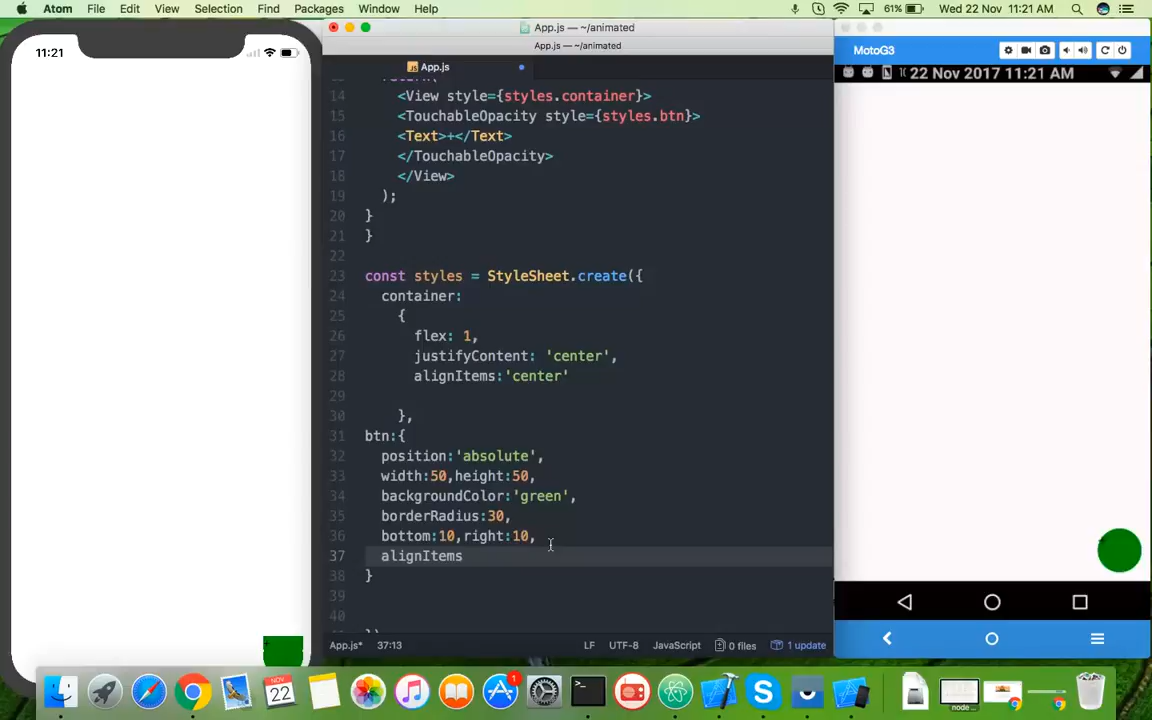 Atom File Edit View Selection Find Packages Window Help 61% Wed 22 Nov 11:21 AM
11:21
App.js — ~/animated
App.js — ~/animated
App.js
14 <View style={styles.container}>
15 <TouchableOpacity style={styles.btn}>
16 <Text>+</Text>
17 </TouchableOpacity>
18 </View>
19 );
20 }
21 }
22
23 const styles = StyleSheet.create({
24 container:
25 {
26 flex: 1,
27 justifyContent: 'center',
28 alignItems:'center'
29
30 },
31 btn:{
32 position:'absolute',
33 width:50,height:50,
34 backgroundColor:'green',
35 borderRadius:30,
36 bottom:10,right:10,
37 alignItems
38 }
39
40
App.js* 37:13 LF UTF-8 JavaScript 0 files 1 update
MotoG3
22 Nov 2017 11:21 AM
NOV
22
1